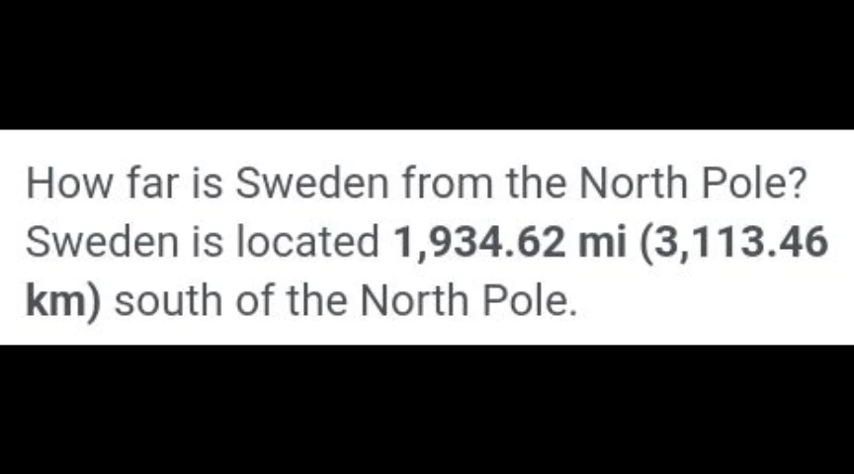 How far is Sweden from the North Pole?
Sweden is located 1,934.62 mi (3,113.46
km) south of the North Pole.